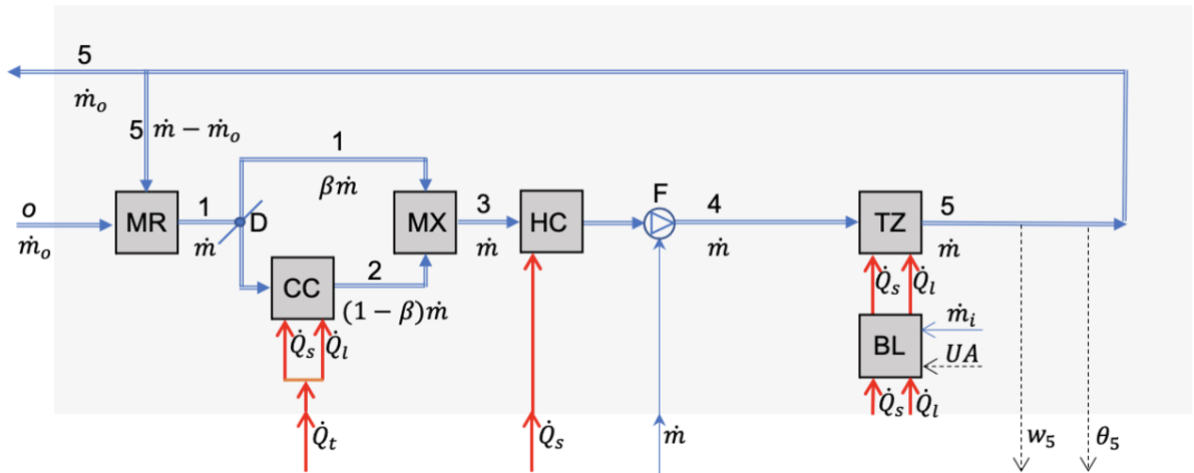 5
ṁₒ
5 ṁ − ṁₒ
1
βṁ
o
ṁₒ
MR
1
ṁ
D
MX
3
ṁ
HC
F
4
ṁ
TZ
5
ṁ
CC
2
(1 − β)ṁ
Q̇ₛ Q̇ₗ
Q̇ₛ Q̇ₗ
BL
ṁᵢ
UA
Q̇ₛ Q̇ₗ
Q̇ₜ
Q̇ₛ
ṁ
w₅
θ₅